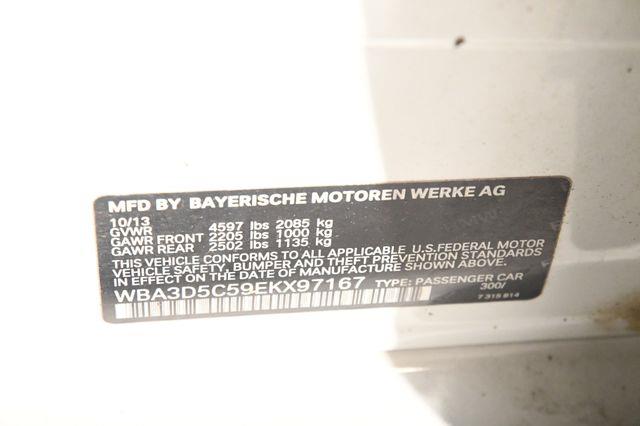 MFD BY BAYERISCHE MOTOREN WERKE AG
10/13
GVWR 4597 lbs 2085 kg
GAWR FRONT 2205 lbs 1000 kg
GAWR REAR 2502 lbs 1135 kg
THIS VEHICLE CONFORMS TO ALL APPLICABLE U.S.FEDERAL MOTOR
VEHICLE SAFETY, BUMPER AND THEFT PREVENTION STANDARDS
IN EFFECT ON THE DATE OF MANUFACTURE SHOWN ABOVE.
WBA3D5C59EKX97167 TYPE: PASSENGER CAR
300/
7 315 814